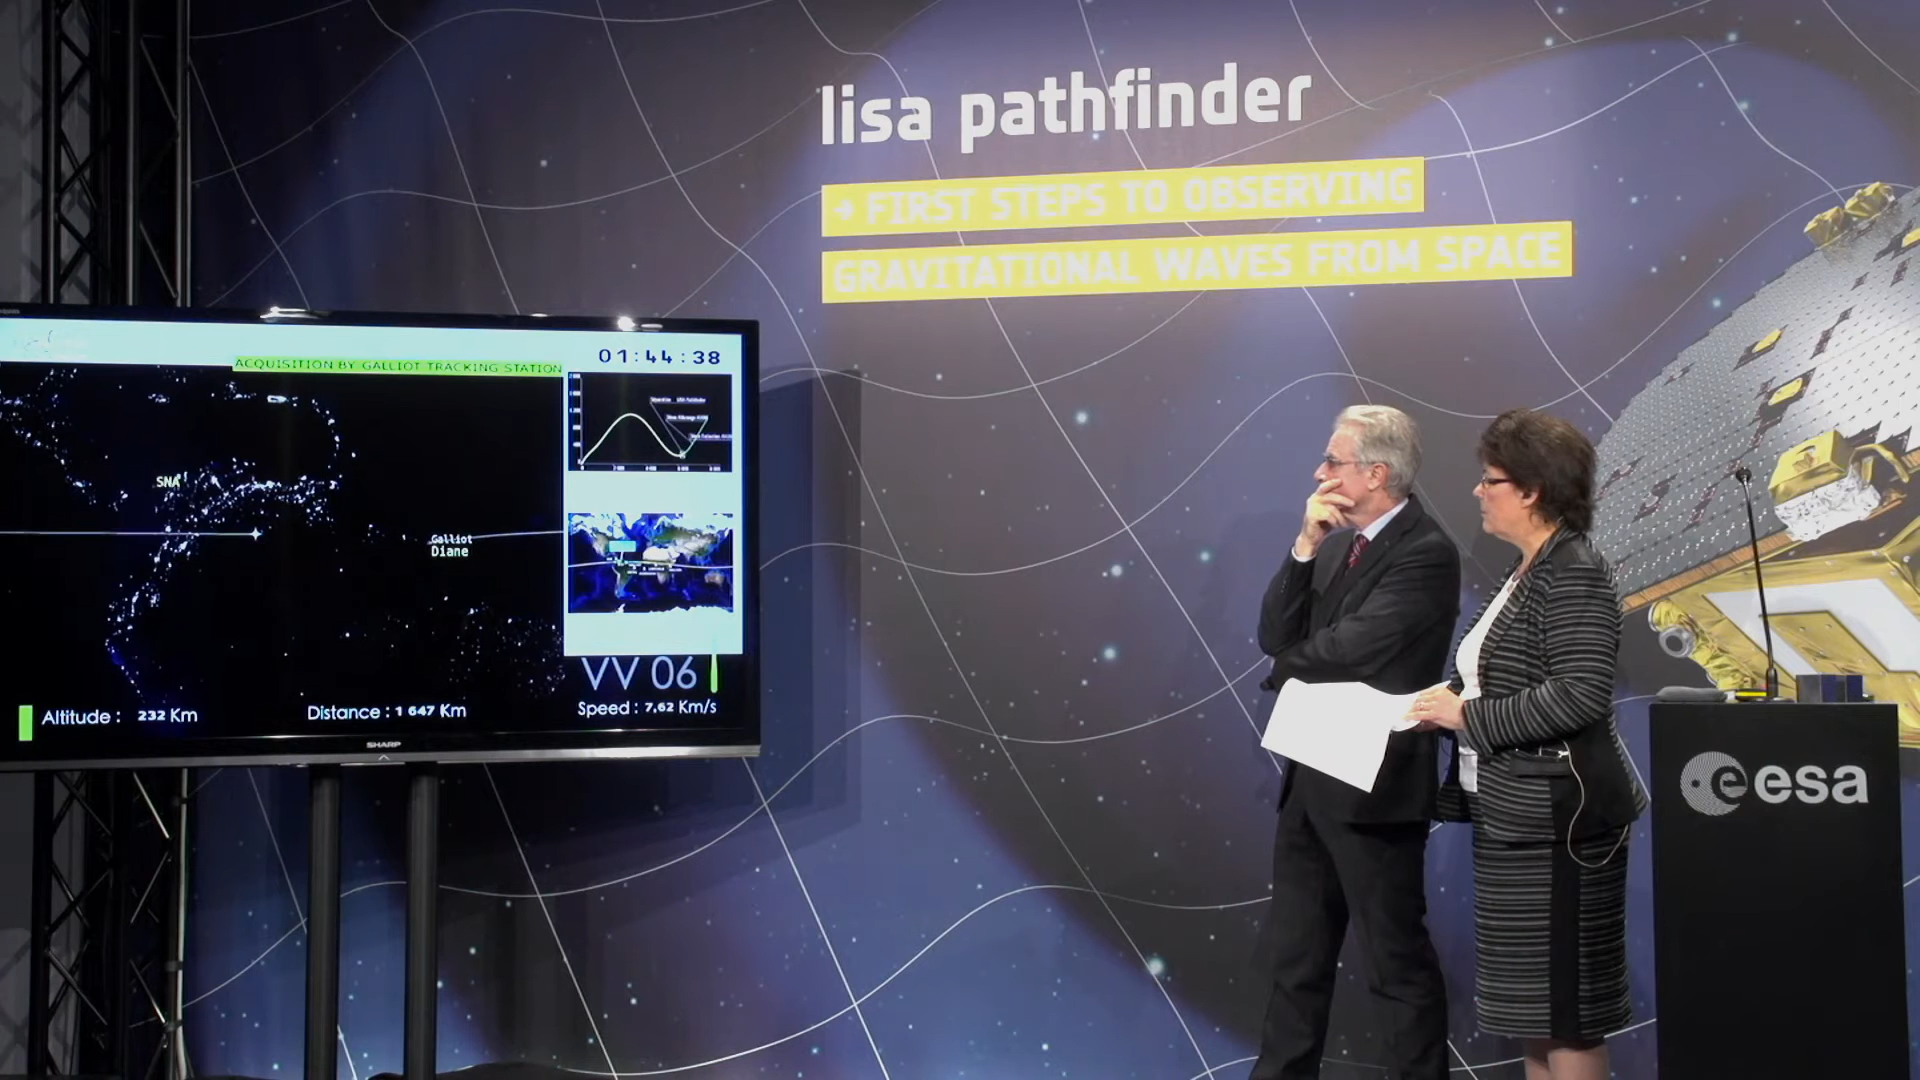 lisa pathfinder
→ FIRST STEPS TO OBSERVING
GRAVITATIONAL WAVES FROM SPACE
ACQUISITION BY GALLIOT TRACKING STATION
01:44:38
SNA
Galliot
Diane
VV 06
Altitude : 232 Km
Distance : 1 647 Km
Speed : 7,62 Km/s
SHARP
esa